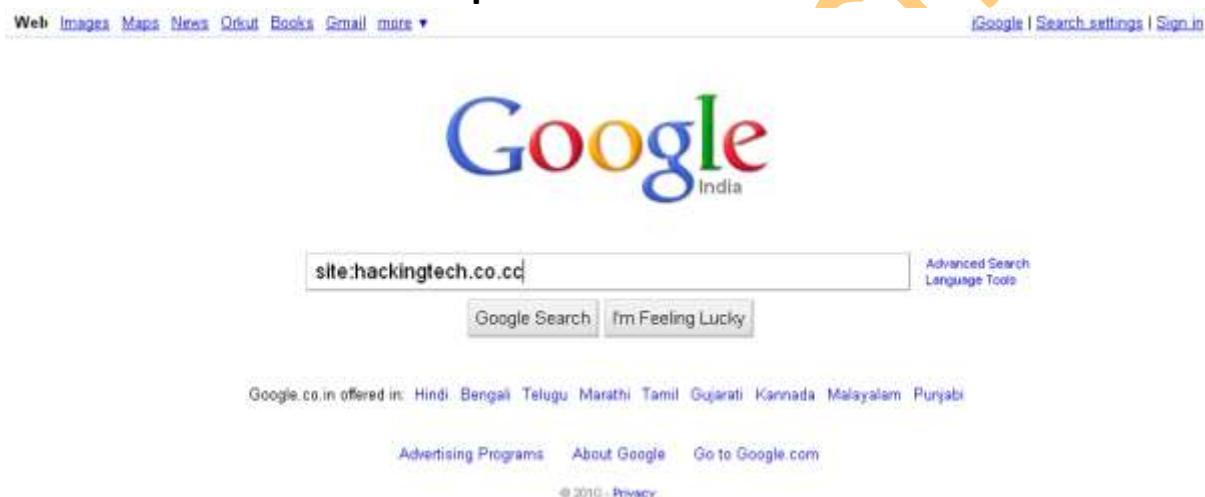 Web Images Maps News Orkut Books Gmail more ▼
iGoogle | Search settings | Sign in
Google
India
site:hackingtech.co.cc
Advanced Search
Language Tools
Google Search I'm Feeling Lucky
Google.co.in offered in: Hindi Bengali Telugu Marathi Tamil Gujarati Kannada Malayalam Punjabi
Advertising Programs About Google Go to Google.com
© 2010 - Privacy